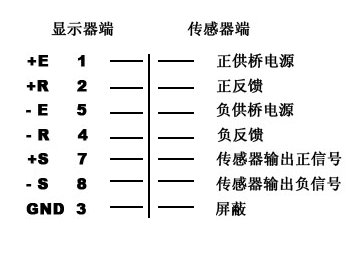 显示器端 传感器端
+E 1 正供桥电源
+R 2 正反馈
- E 5 负供桥电源
- R 4 负反馈
+S 7 传感器输出正信号
- S 8 传感器输出负信号
GND 3 屏蔽